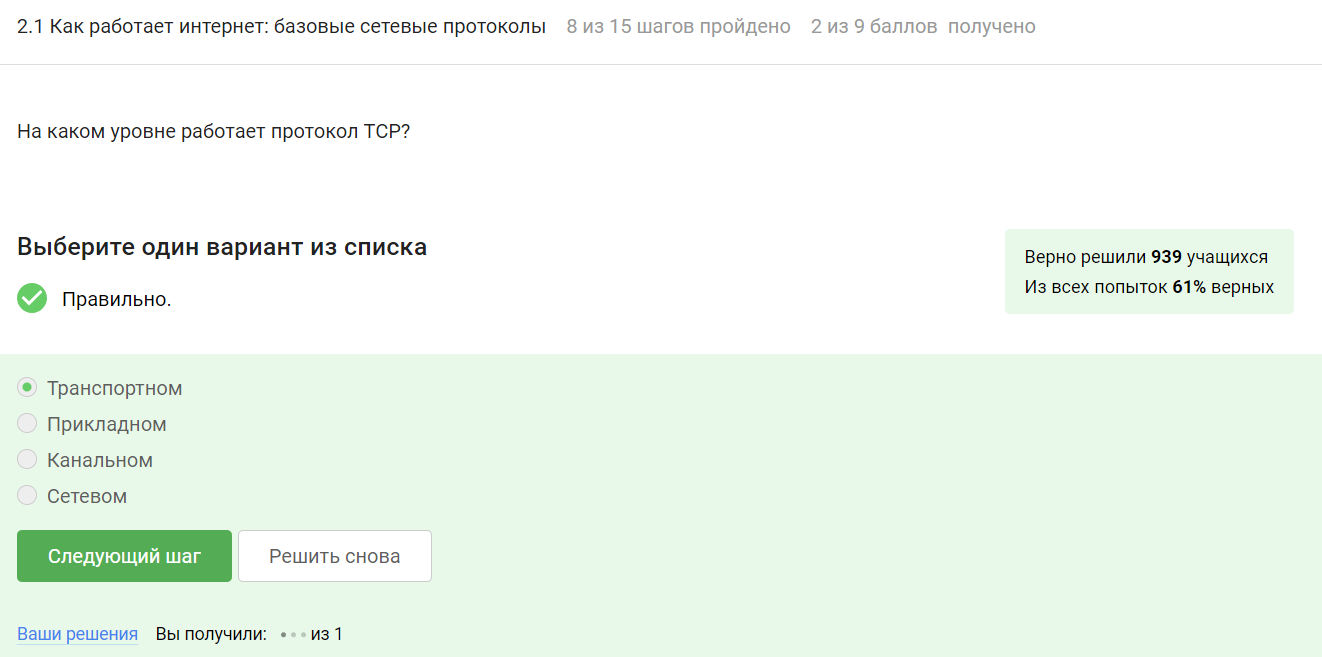 2.1 Как работает интернет: базовые сетевые протоколы 8 из 15 шагов пройдено 2 из 9 баллов получено
На каком уровне работает протокол TCP?
Выберите один вариант из списка
Правильно.
Верно решили 939 учащихся
Из всех попыток 61% верных
Транспортном
Прикладном
Канальном
Сетевом
Следующий шаг Решить снова
Ваши решения Вы получили: из 1